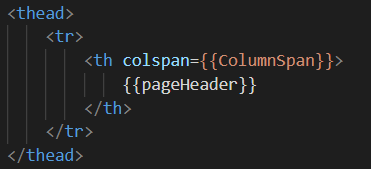 <thead>
<tr>
<th colspan={{ColumnSpan}}>
{{pageHeader}}
</th>
</tr>
</thead>